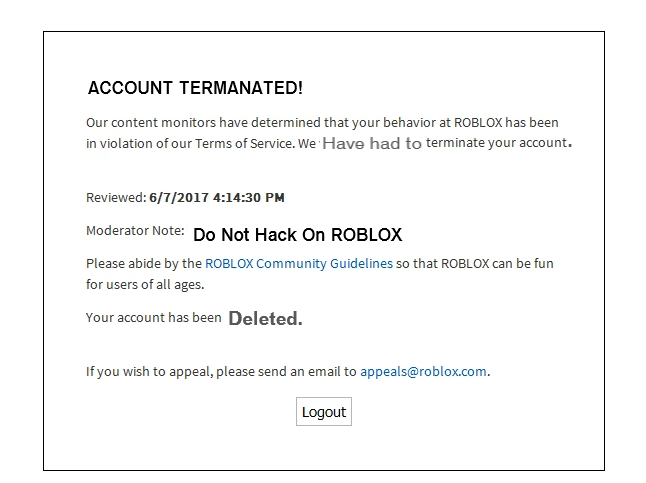 ACCOUNT TERMANATED!
Our content monitors have determined that your behavior at ROBLOX has been
in violation of our Terms of Service. We Have had to terminate your account.
Reviewed: 6/7/2017 4:14:30 PM
Moderator Note: Do Not Hack On ROBLOX
Please abide by the ROBLOX Community Guidelines so that ROBLOX can be fun
for users of all ages.
Your account has been Deleted.
If you wish to appeal, please send an email to appeals@roblox.com.
Logout